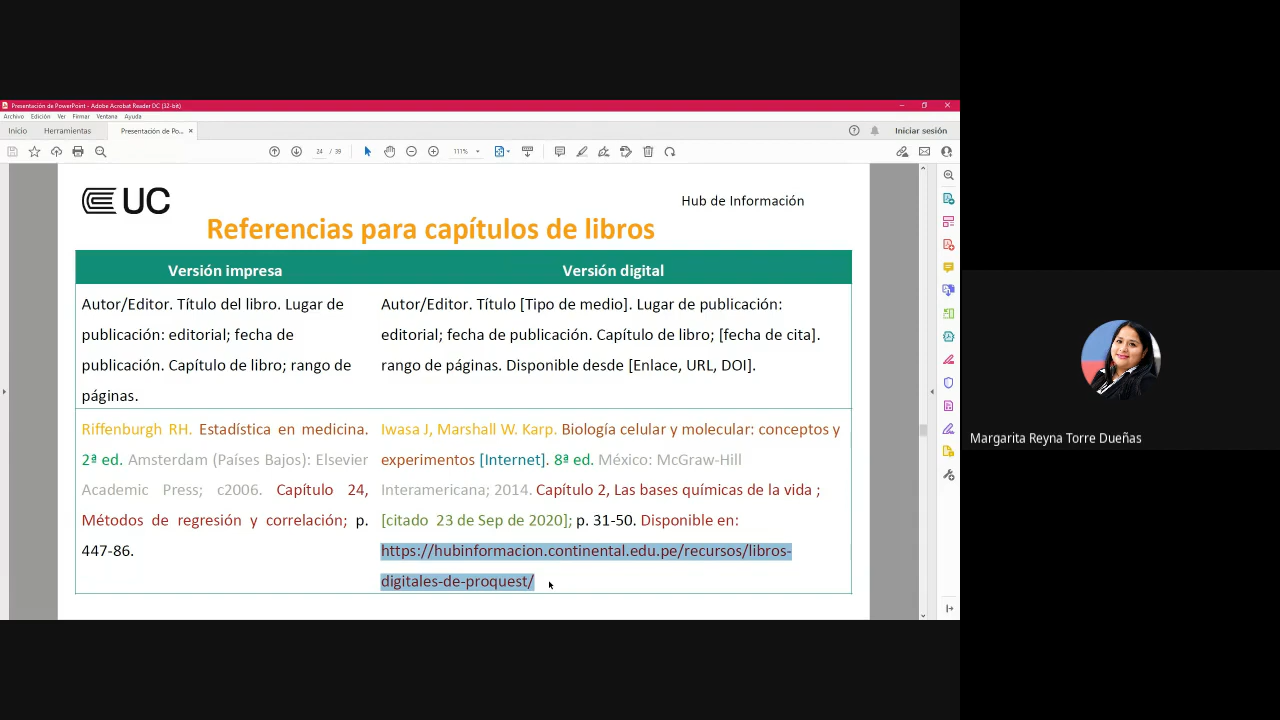 Presentación de PowerPoint - Adobe Acrobat Reader DC (32-bit)
Archivo Edición Ver Firmar Ventana Ayuda
Inicio Herramientas Presentación de Po... × Iniciar sesión
24 / 39 111%
UC
Hub de Información
Referencias para capítulos de libros
Versión impresa
Autor/Editor. Título del libro. Lugar de
publicación: editorial; fecha de
publicación. Capítulo de libro; rango de
páginas.
Riffenburgh RH. Estadística en medicina.
2ª ed. Amsterdam (Países Bajos): Elsevier
Academic Press; c2006. Capítulo 24,
Métodos de regresión y correlación; p.
447-86.
Versión digital
Autor/Editor. Título [Tipo de medio]. Lugar de publicación:
editorial; fecha de publicación. Capítulo de libro; [fecha de cita].
rango de páginas. Disponible desde [Enlace, URL, DOI].
Iwasa J, Marshall W. Karp. Biología celular y molecular: conceptos y
experimentos [Internet]. 8ª ed. México: McGraw-Hill
Interamericana; 2014. Capítulo 2, Las bases químicas de la vida ;
[citado 23 de Sep de 2020]; p. 31-50. Disponible en:
https://hubinformacion.continental.edu.pe/recursos/libros-
digitales-de-proquest/
Margarita Reyna Torre Dueñas